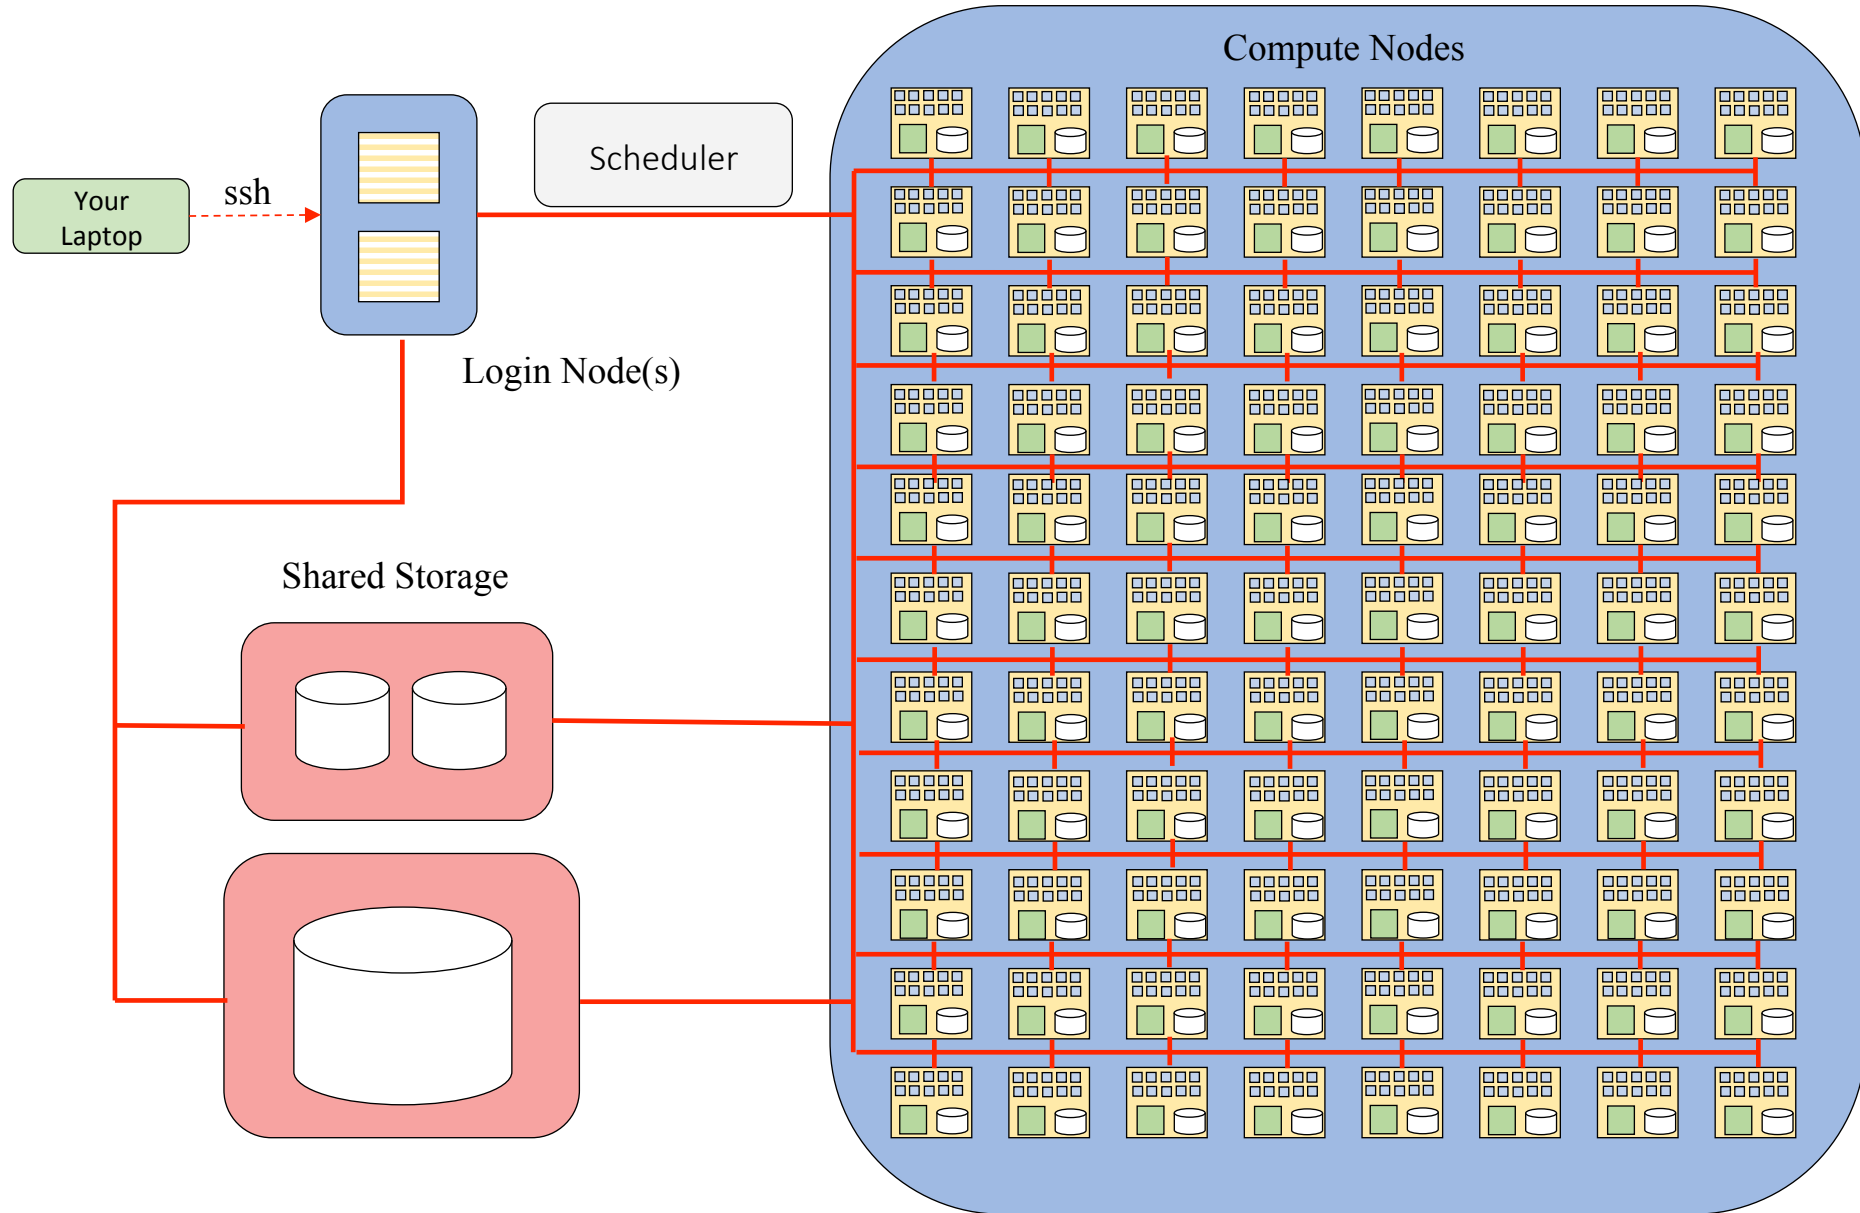 Compute Nodes
Scheduler
ssh
Your
Laptop
Login Node(s)
Shared Storage